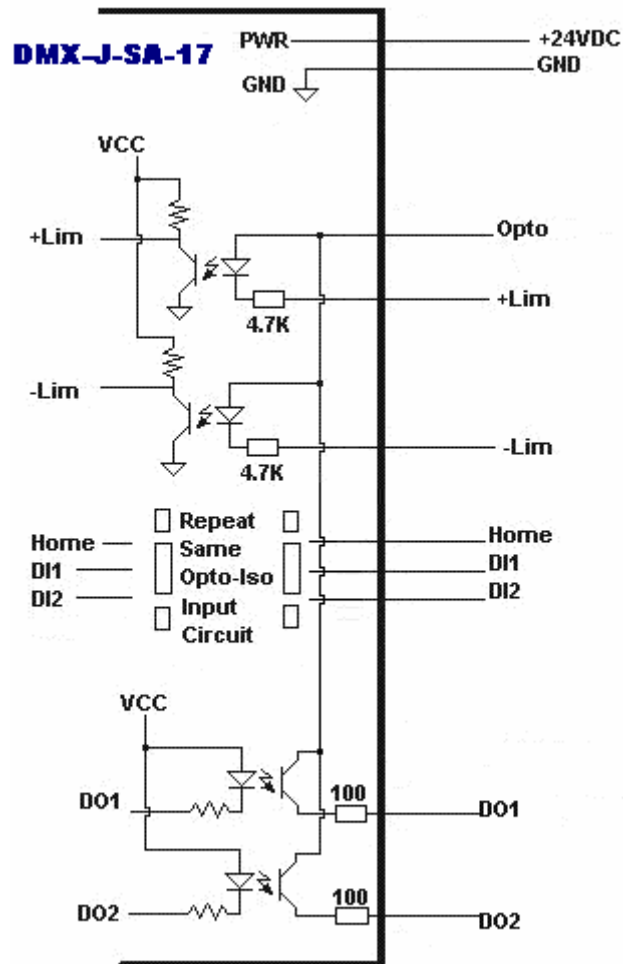 DMX-J-SA-17
PWR
+24VDC
GND
GND
VCC
+Lim
Opto
+Lim
4.7K
-Lim
-Lim
4.7K
Repeat
Same
Opto-Iso
Input
Circuit
Home
DI1
DI2
Home
DI1
DI2
VCC
100
DO1
DO1
100
DO2
DO2